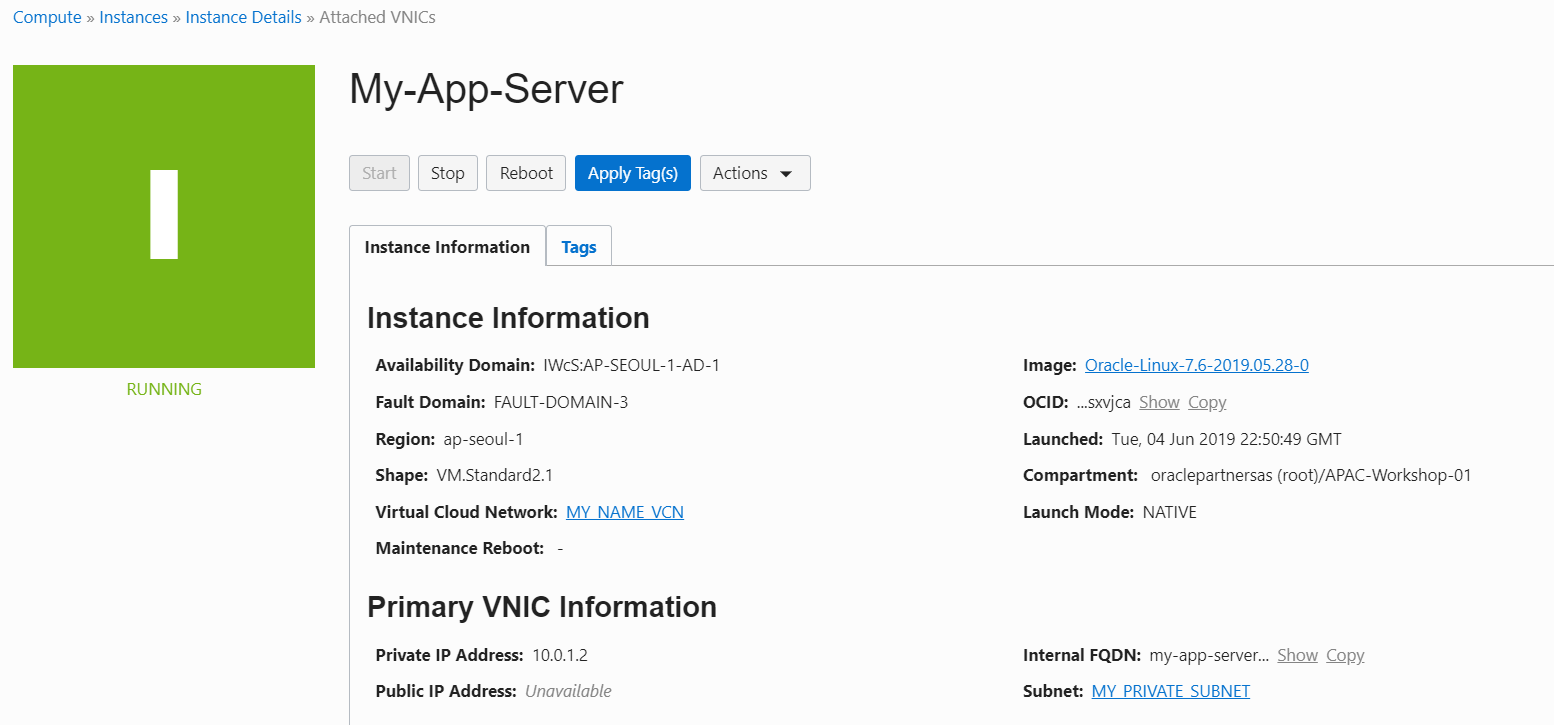 Compute » Instances » Instance Details » Attached VNICs
My-App-Server
Start Stop Reboot Apply Tag(s) Actions
RUNNING
Instance Information Tags
Instance Information
Availability Domain: IWcS:AP-SEOUL-1-AD-1
Fault Domain: FAULT-DOMAIN-3
Region: ap-seoul-1
Shape: VM.Standard2.1
Virtual Cloud Network: MY_NAME_VCN
Maintenance Reboot: -
Image: Oracle-Linux-7.6-2019.05.28-0
OCID: ...sxvjca Show Copy
Launched: Tue, 04 Jun 2019 22:50:49 GMT
Compartment: oraclepartnersas (root)/APAC-Workshop-01
Launch Mode: NATIVE
Primary VNIC Information
Private IP Address: 10.0.1.2
Public IP Address: Unavailable
Internal FQDN: my-app-server... Show Copy
Subnet: MY_PRIVATE_SUBNET